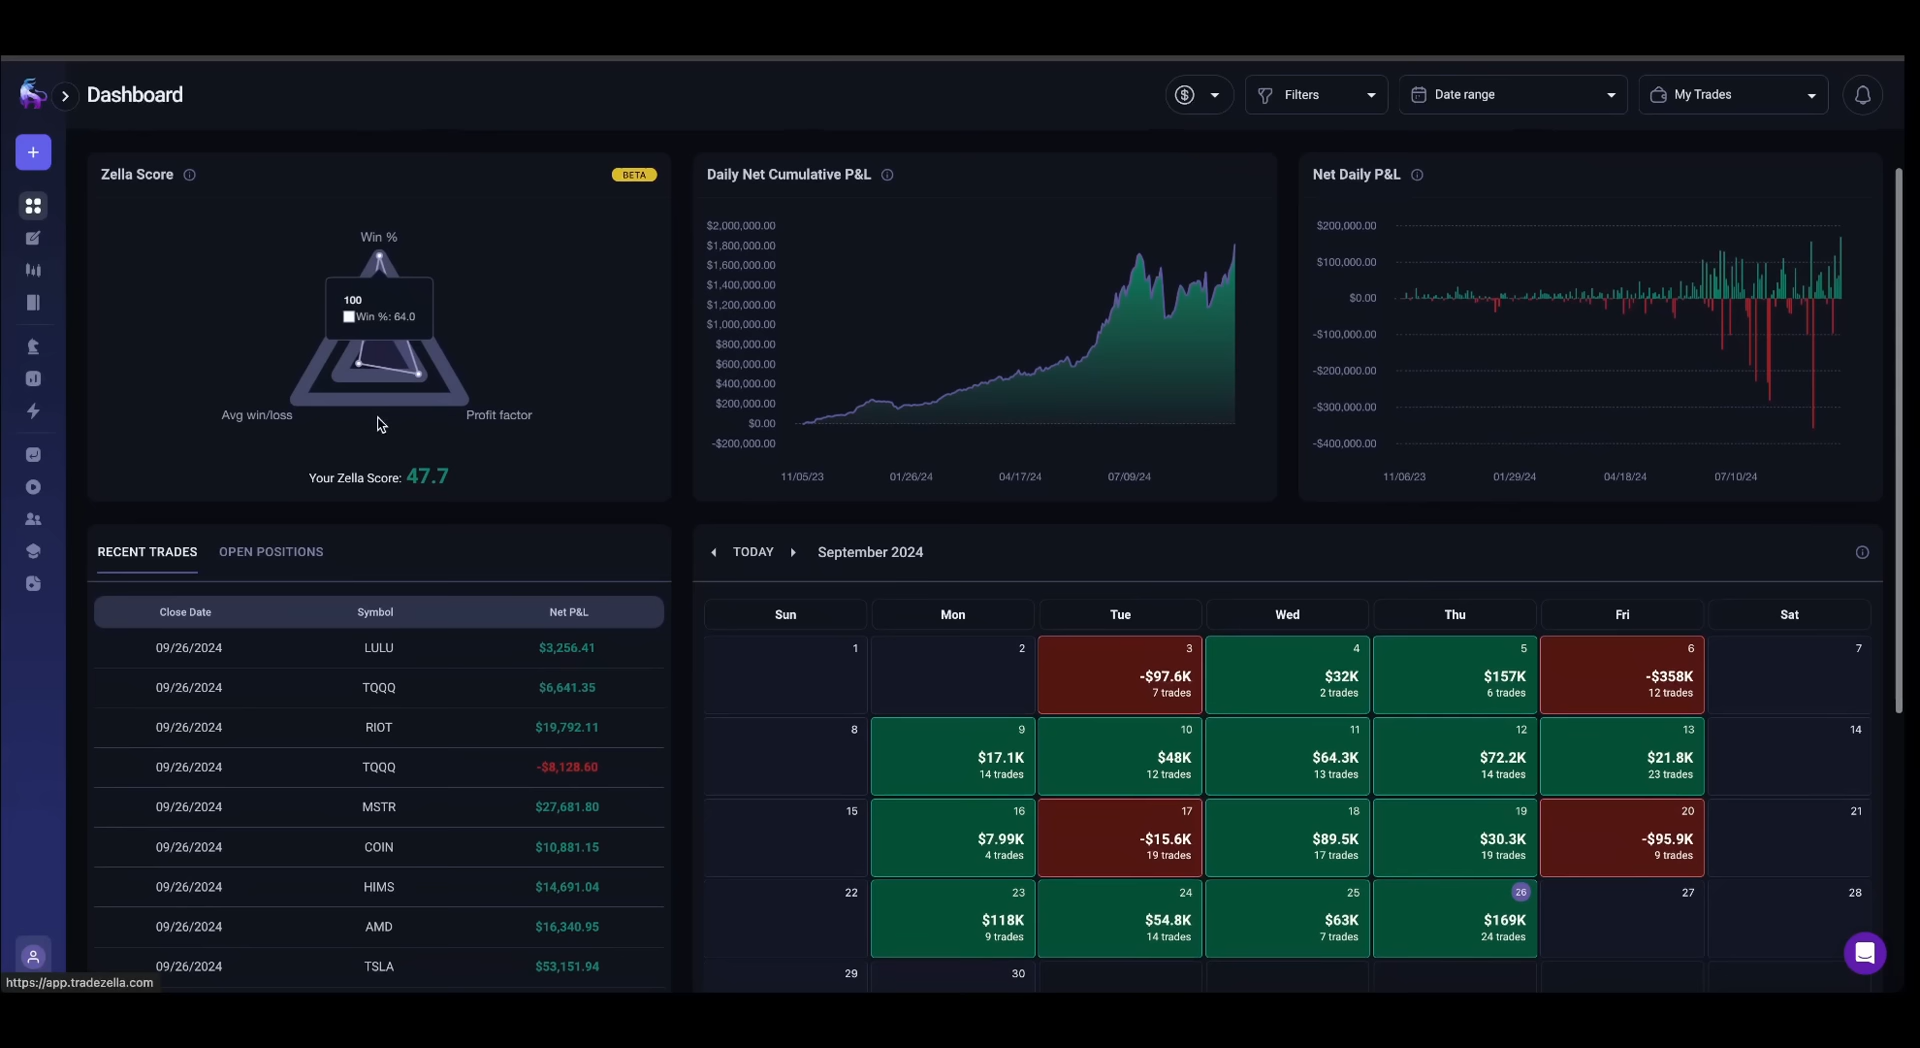 Dashboard
Filters
Date range
My Trades
Zella Score
BETA
Win %
100
Win %: 64.0
Avg win/loss
Profit factor
Your Zella Score: 47.7
Daily Net Cumulative P&L
$2,000,000.00
$1,800,000.00
$1,600,000.00
$1,400,000.00
$1,200,000.00
$1,000,000.00
$800,000.00
$600,000.00
$400,000.00
$200,000.00
$0.00
-$200,000.00
11/05/23 01/26/24 04/17/24 07/09/24
Net Daily P&L
$200,000.00
$100,000.00
$0.00
-$100,000.00
-$200,000.00
-$300,000.00
-$400,000.00
11/06/23 01/29/24 04/18/24 07/10/24
RECENT TRADES OPEN POSITIONS
Close Date Symbol Net P&L
09/26/2024 LULU $3,256.41
09/26/2024 TQQQ $6,641.35
09/26/2024 RIOT $19,792.11
09/26/2024 TQQQ -$8,128.60
09/26/2024 MSTR $27,681.80
09/26/2024 COIN $10,881.15
09/26/2024 HIMS $14,691.04
09/26/2024 AMD $16,340.95
09/26/2024 TSLA $53,151.94
TODAY September 2024
Sun Mon Tue Wed Thu Fri Sat
1 2 3 4 5 6 7
-$97.6K $32K $157K -$358K
7 trades 2 trades 6 trades 12 trades
8 9 10 11 12 13 14
$17.1K $48K $64.3K $72.2K $21.8K
14 trades 12 trades 13 trades 14 trades 23 trades
15 16 17 18 19 20 21
$7.99K -$15.6K $89.5K $30.3K -$95.9K
4 trades 19 trades 17 trades 19 trades 9 trades
22 23 24 25 26 27 28
$118K $54.8K $63K $169K
9 trades 14 trades 7 trades 24 trades
29 30
https://app.tradezella.com